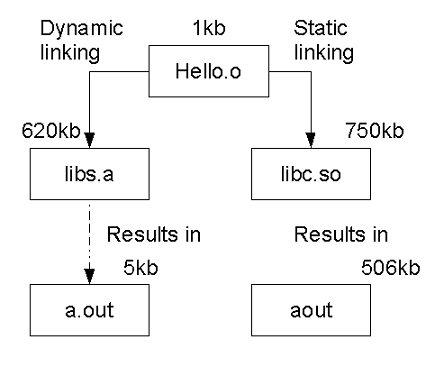 Dynamic linking
1kb
Static linking
Hello.o
620kb
750kb
libs.a
libc.so
Results in
Results in
5kb
506kb
a.out
aout